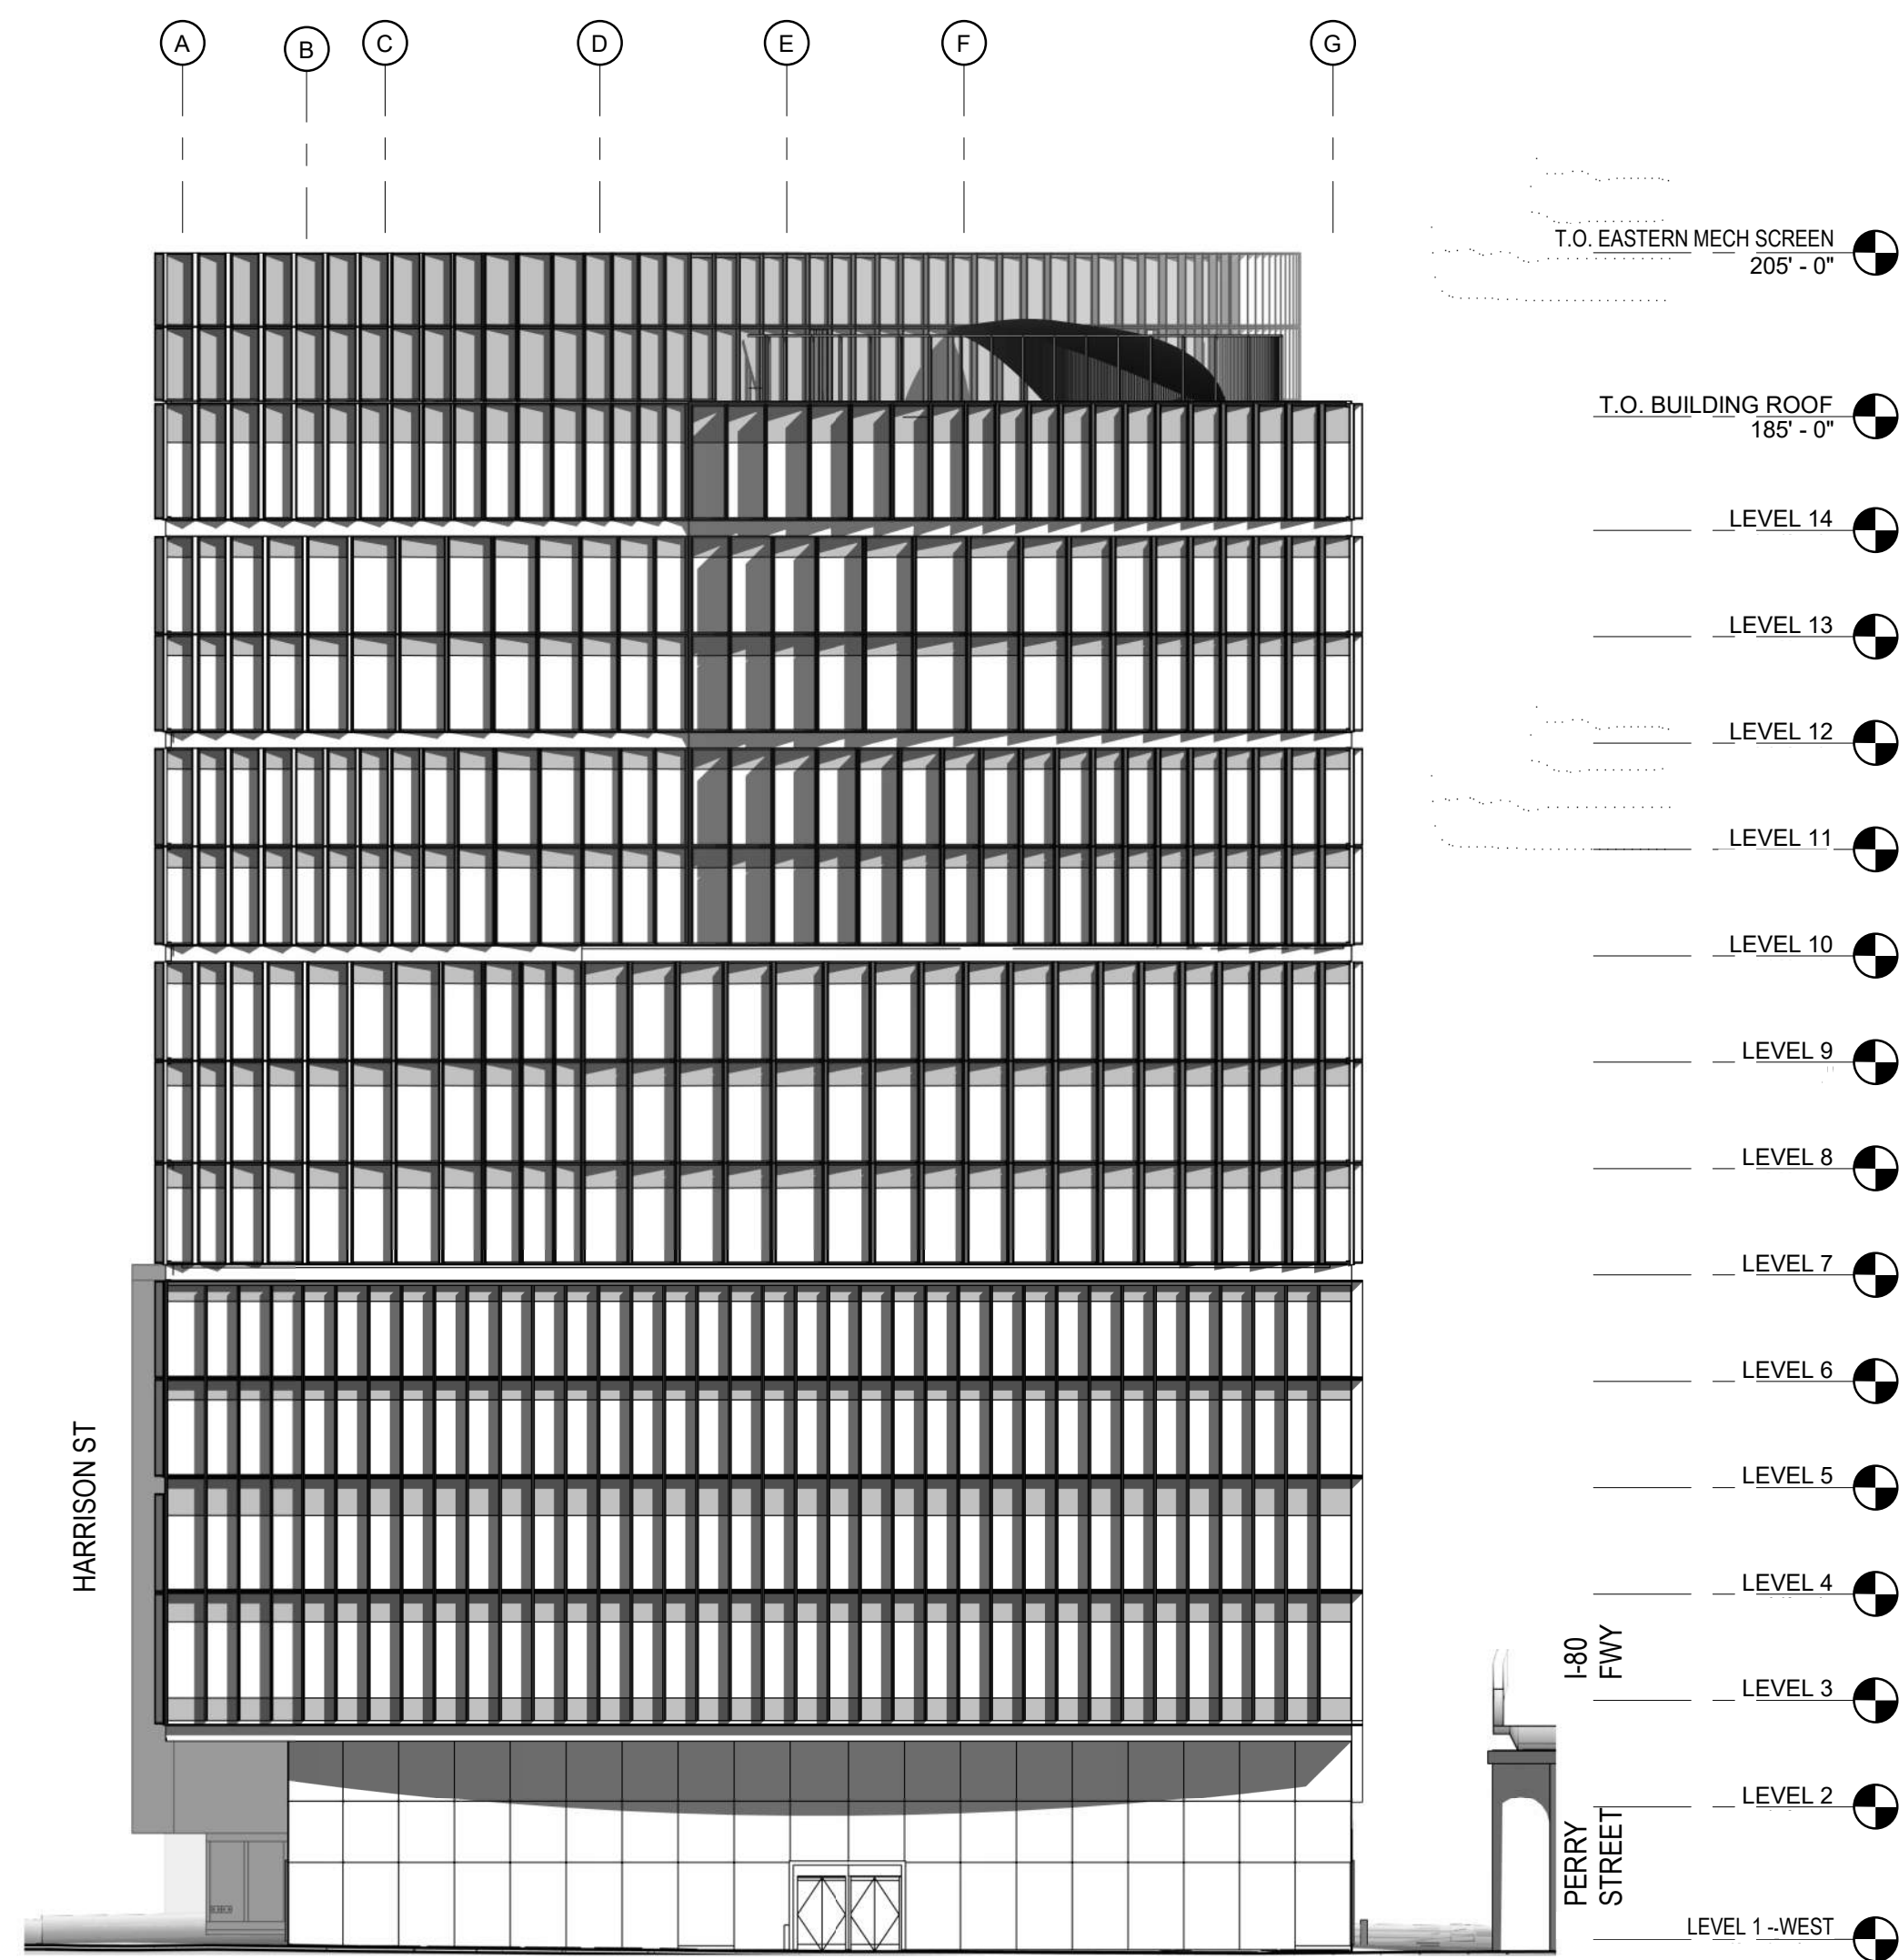 A
B
C
D
E
F
G
T.O. EASTERN MECH SCREEN
205' - 0"
T.O. BUILDING ROOF
185' - 0"
LEVEL 14
LEVEL 13
LEVEL 12
LEVEL 11
LEVEL 10
LEVEL 9
LEVEL 8
LEVEL 7
LEVEL 6
LEVEL 5
LEVEL 4
LEVEL 3
LEVEL 2
LEVEL 1 --WEST
HARRISON ST
I-80
FWY
PERRY
STREET